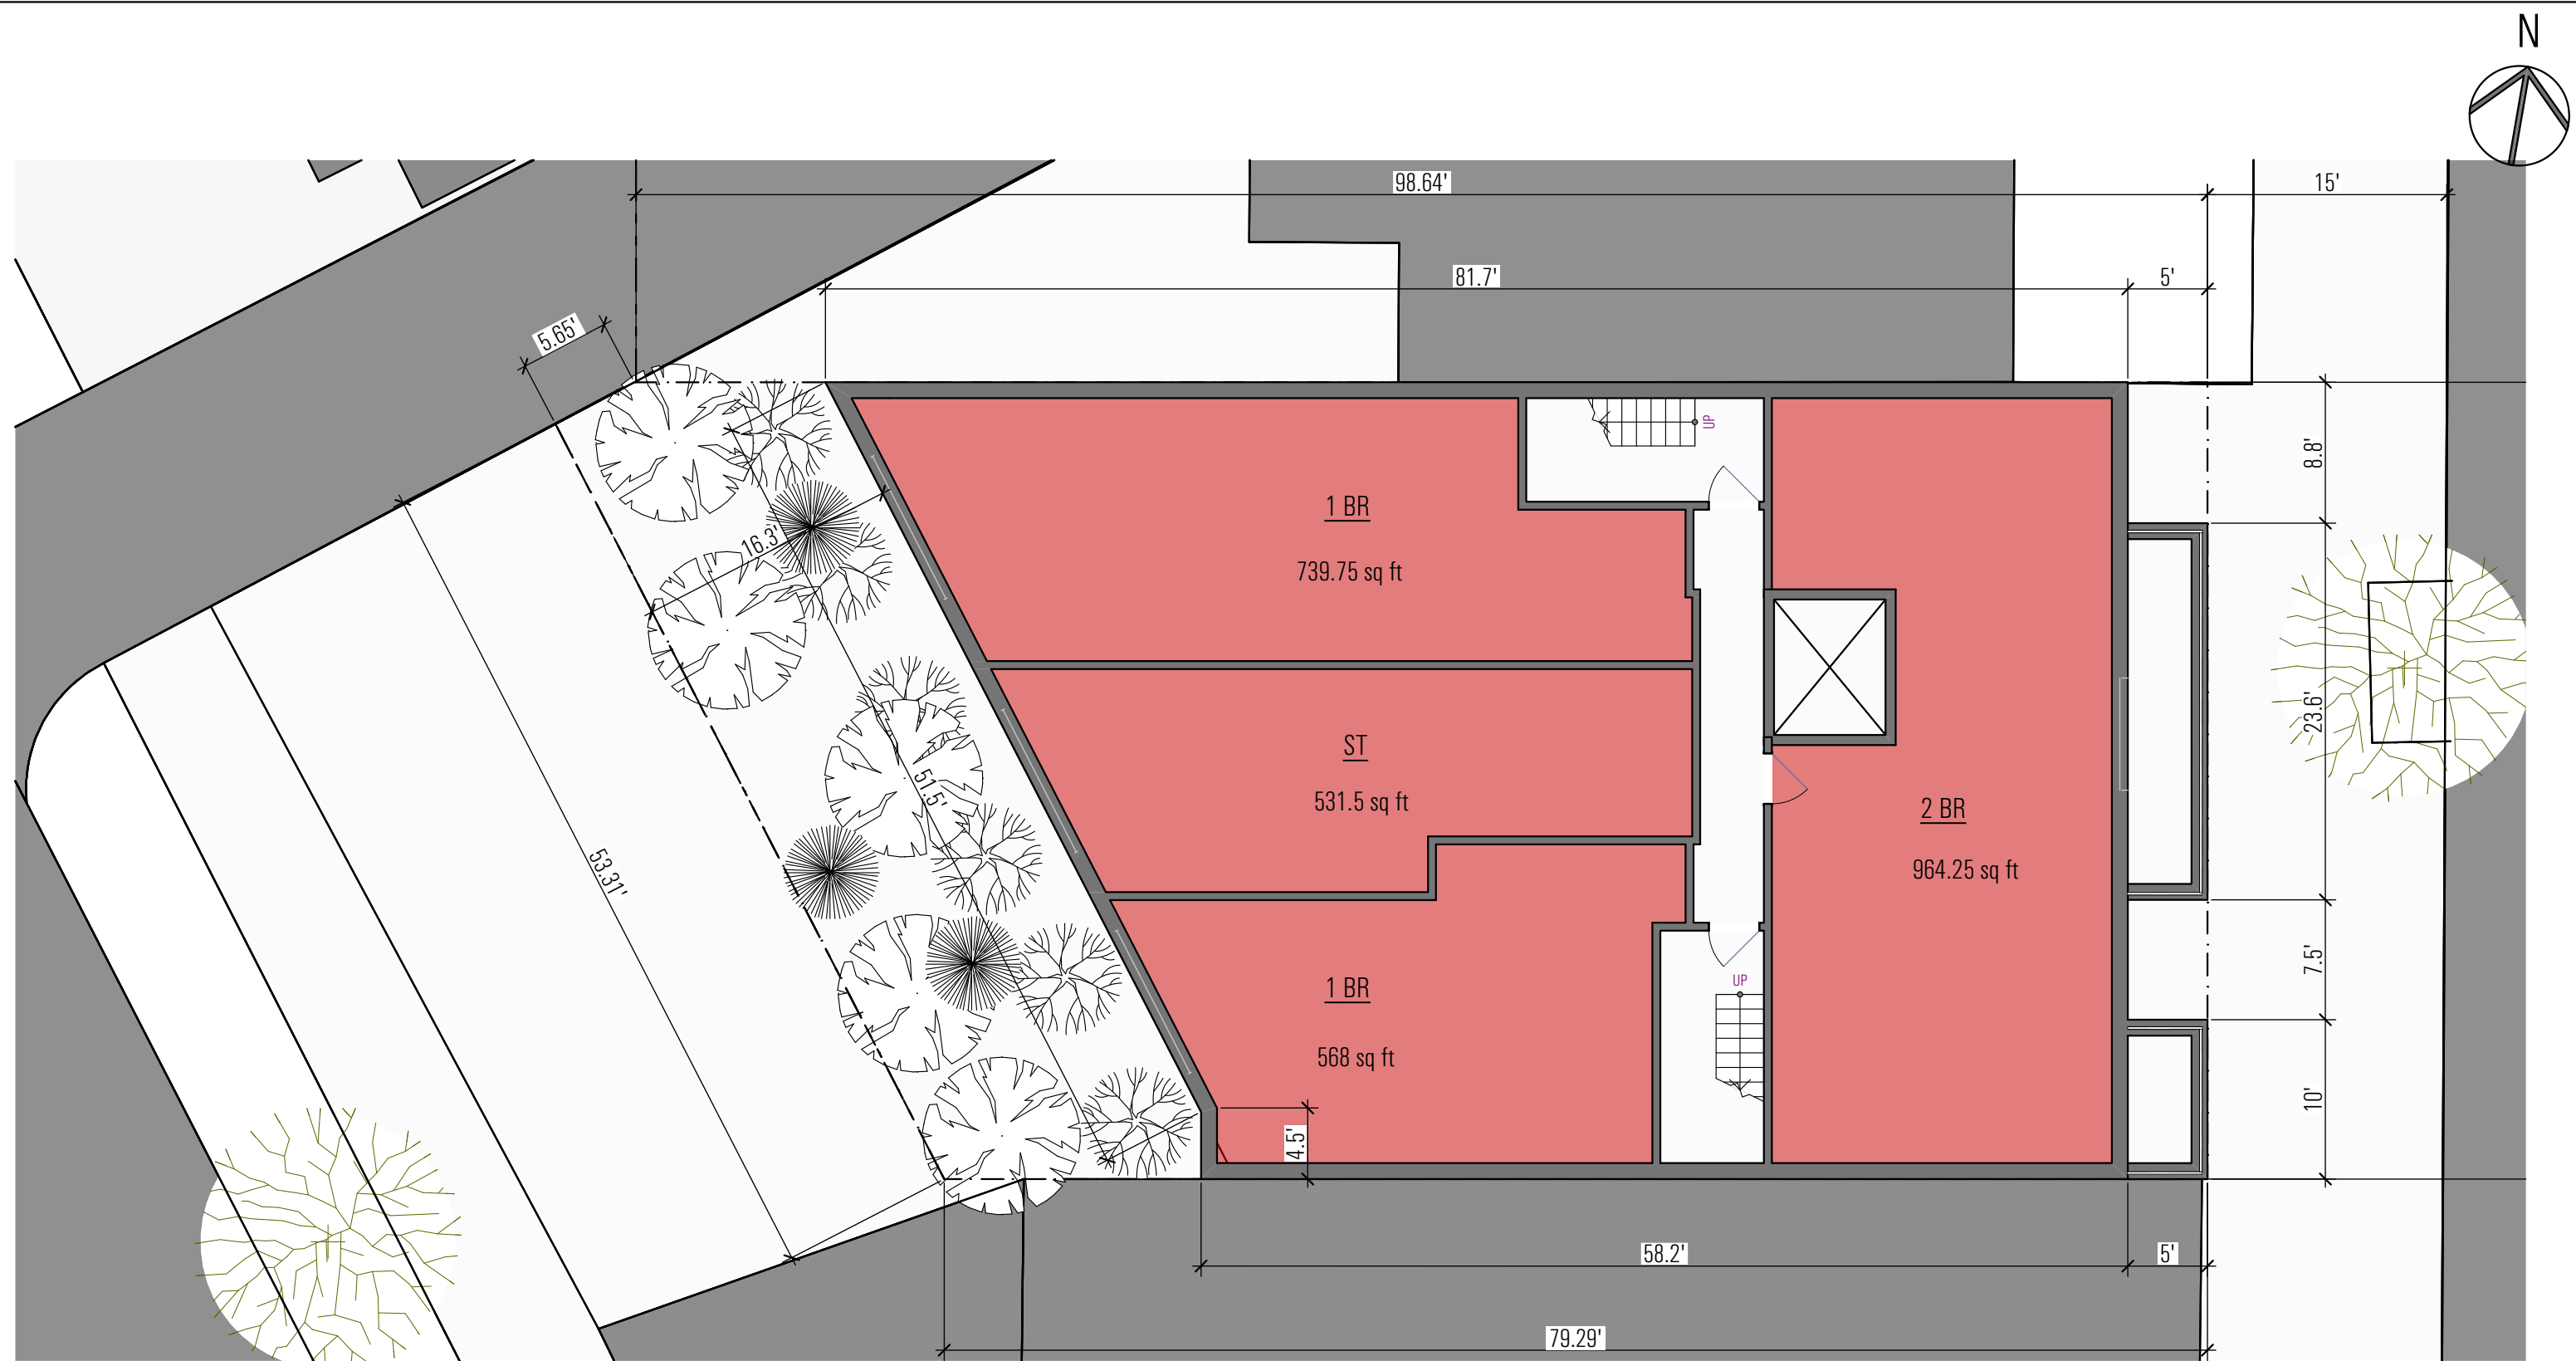 N
98.64'
15'
81.7'
5'
5.65'
8.8'
UP
1 BR
16.3'
739.75 sq ft
23.6'
ST
51.5'
531.5 sq ft
2 BR
53.31'
964.25 sq ft
7.5'
UP
1 BR
568 sq ft
10'
4.5'
58.2'
5'
79.29'